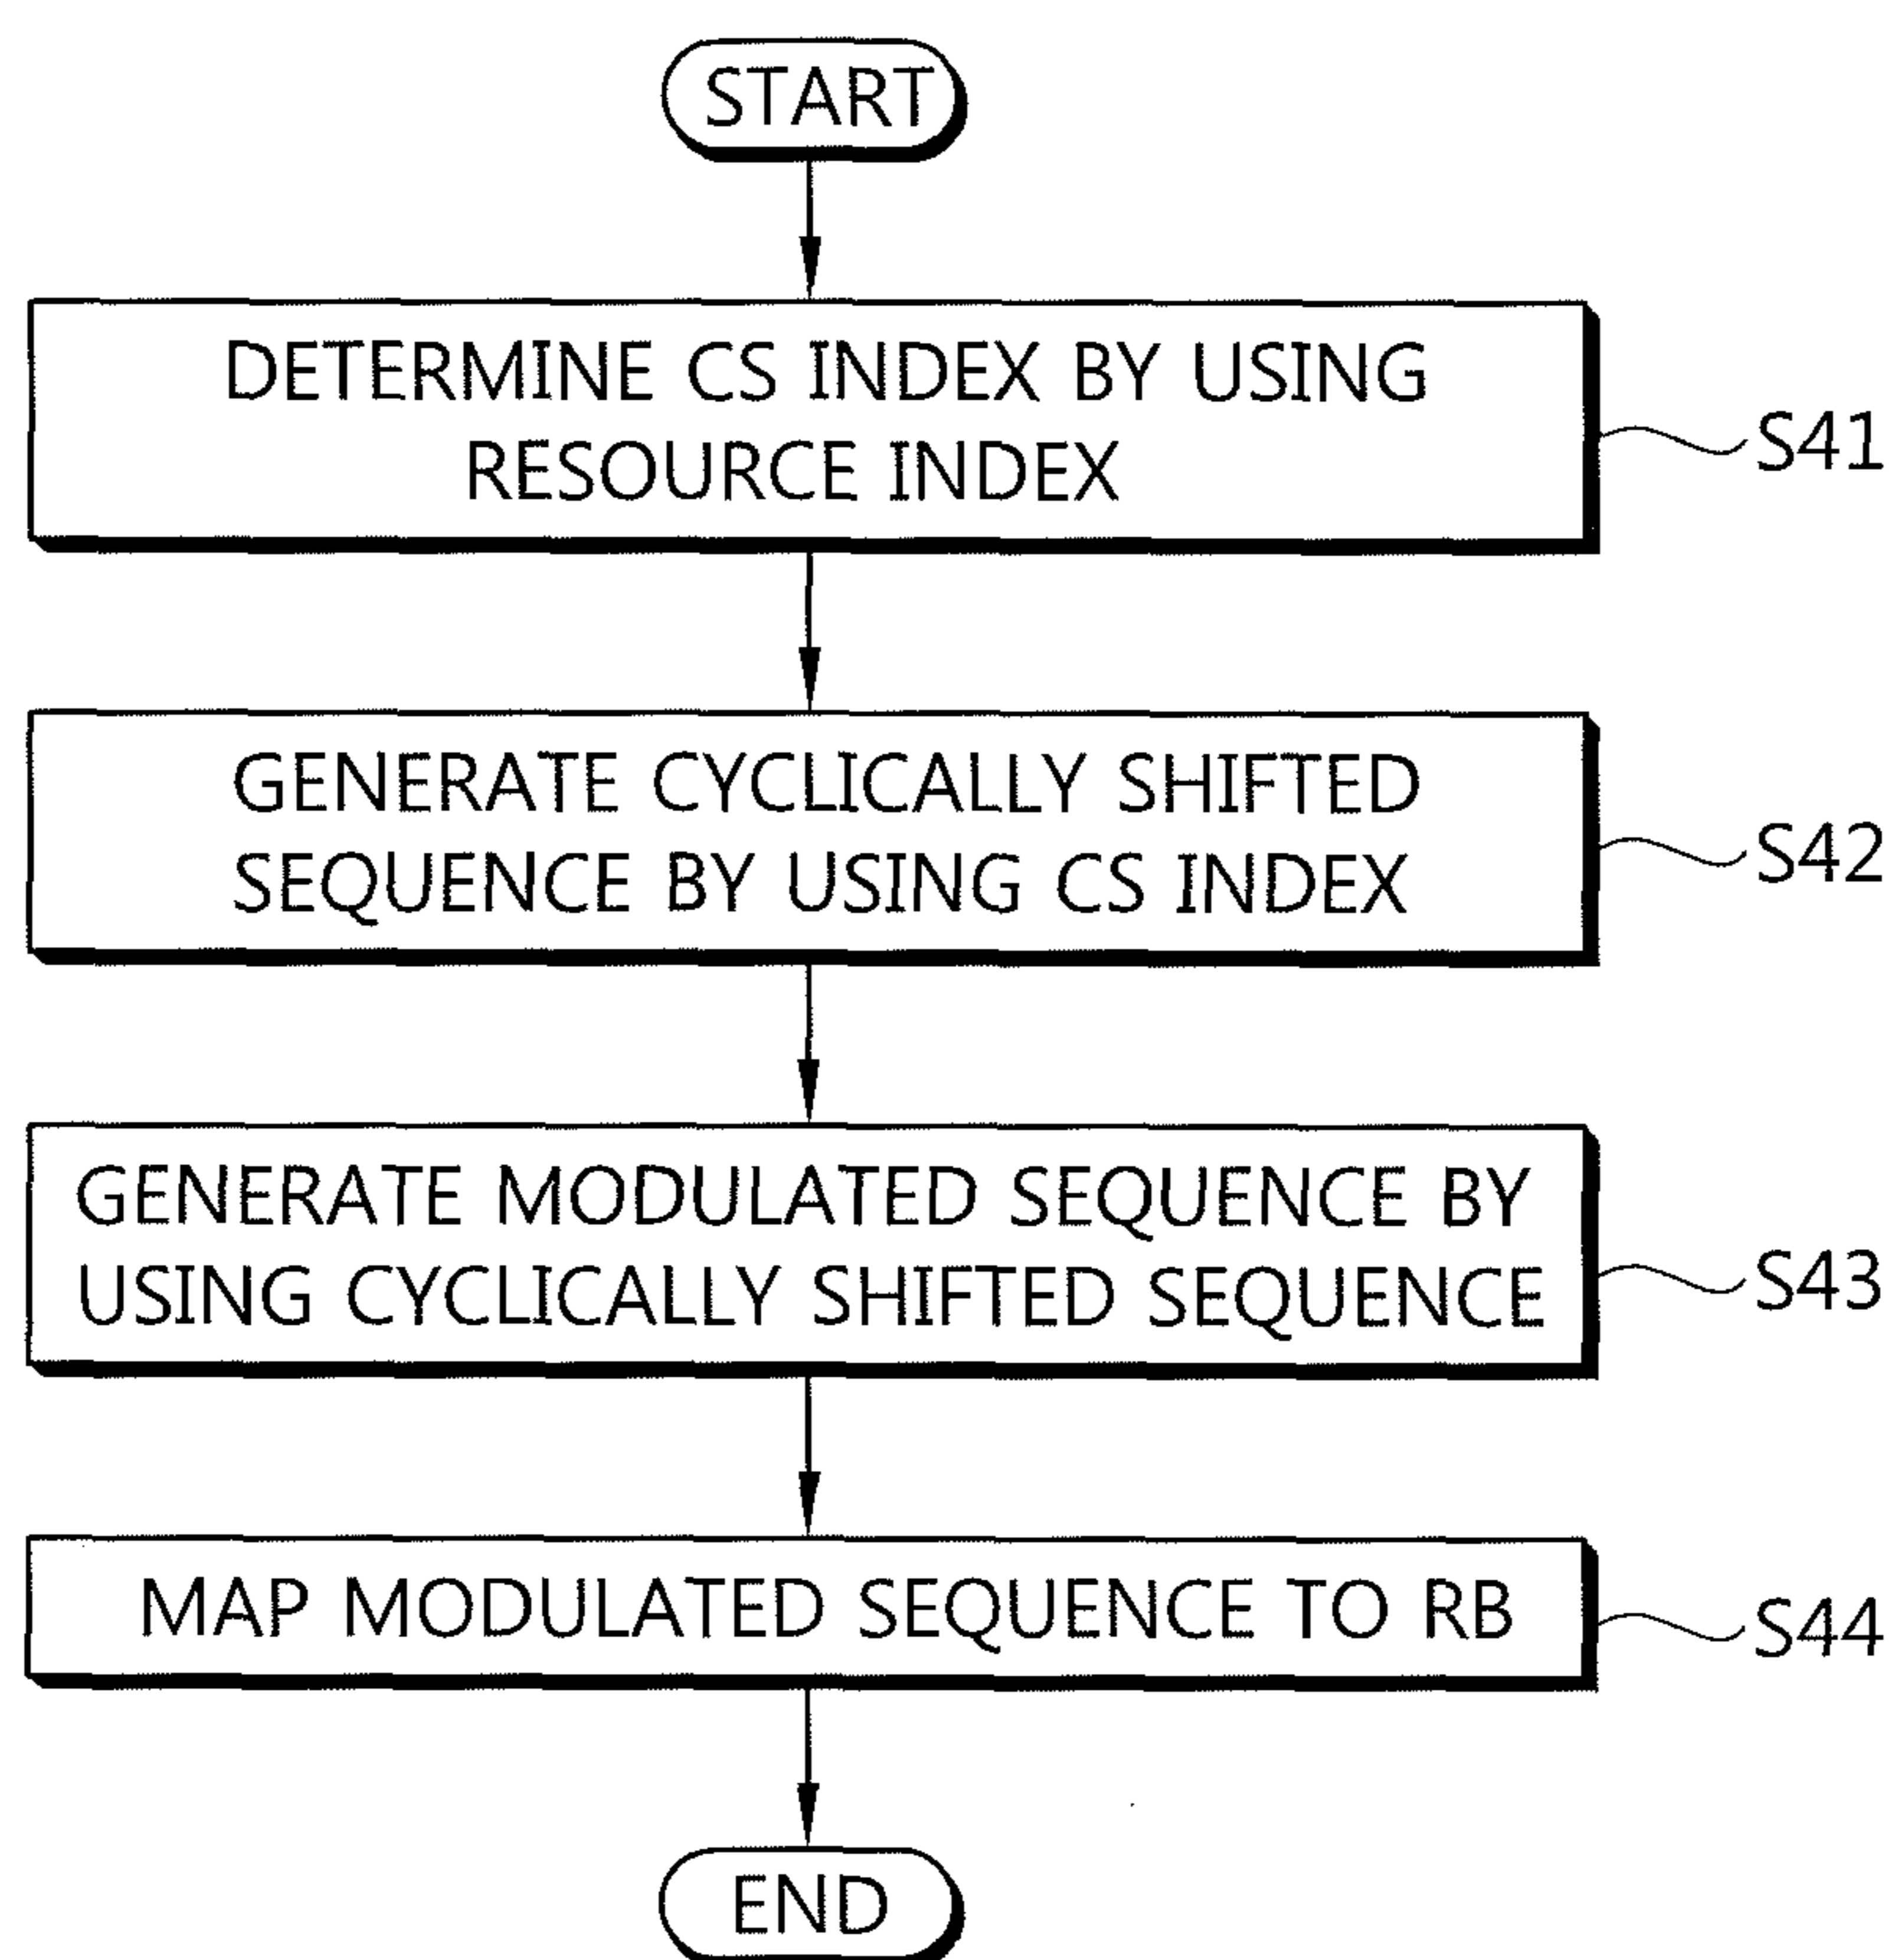 START
DETERMINE CS INDEX BY USING
RESOURCE INDEX
S41
GENERATE CYCLICALLY SHIFTED
SEQUENCE BY USING CS INDEX
S42
GENERATE MODULATED SEQUENCE BY
USING CYCLICALLY SHIFTED SEQUENCE
S43
MAP MODULATED SEQUENCE TO RB
S44
END